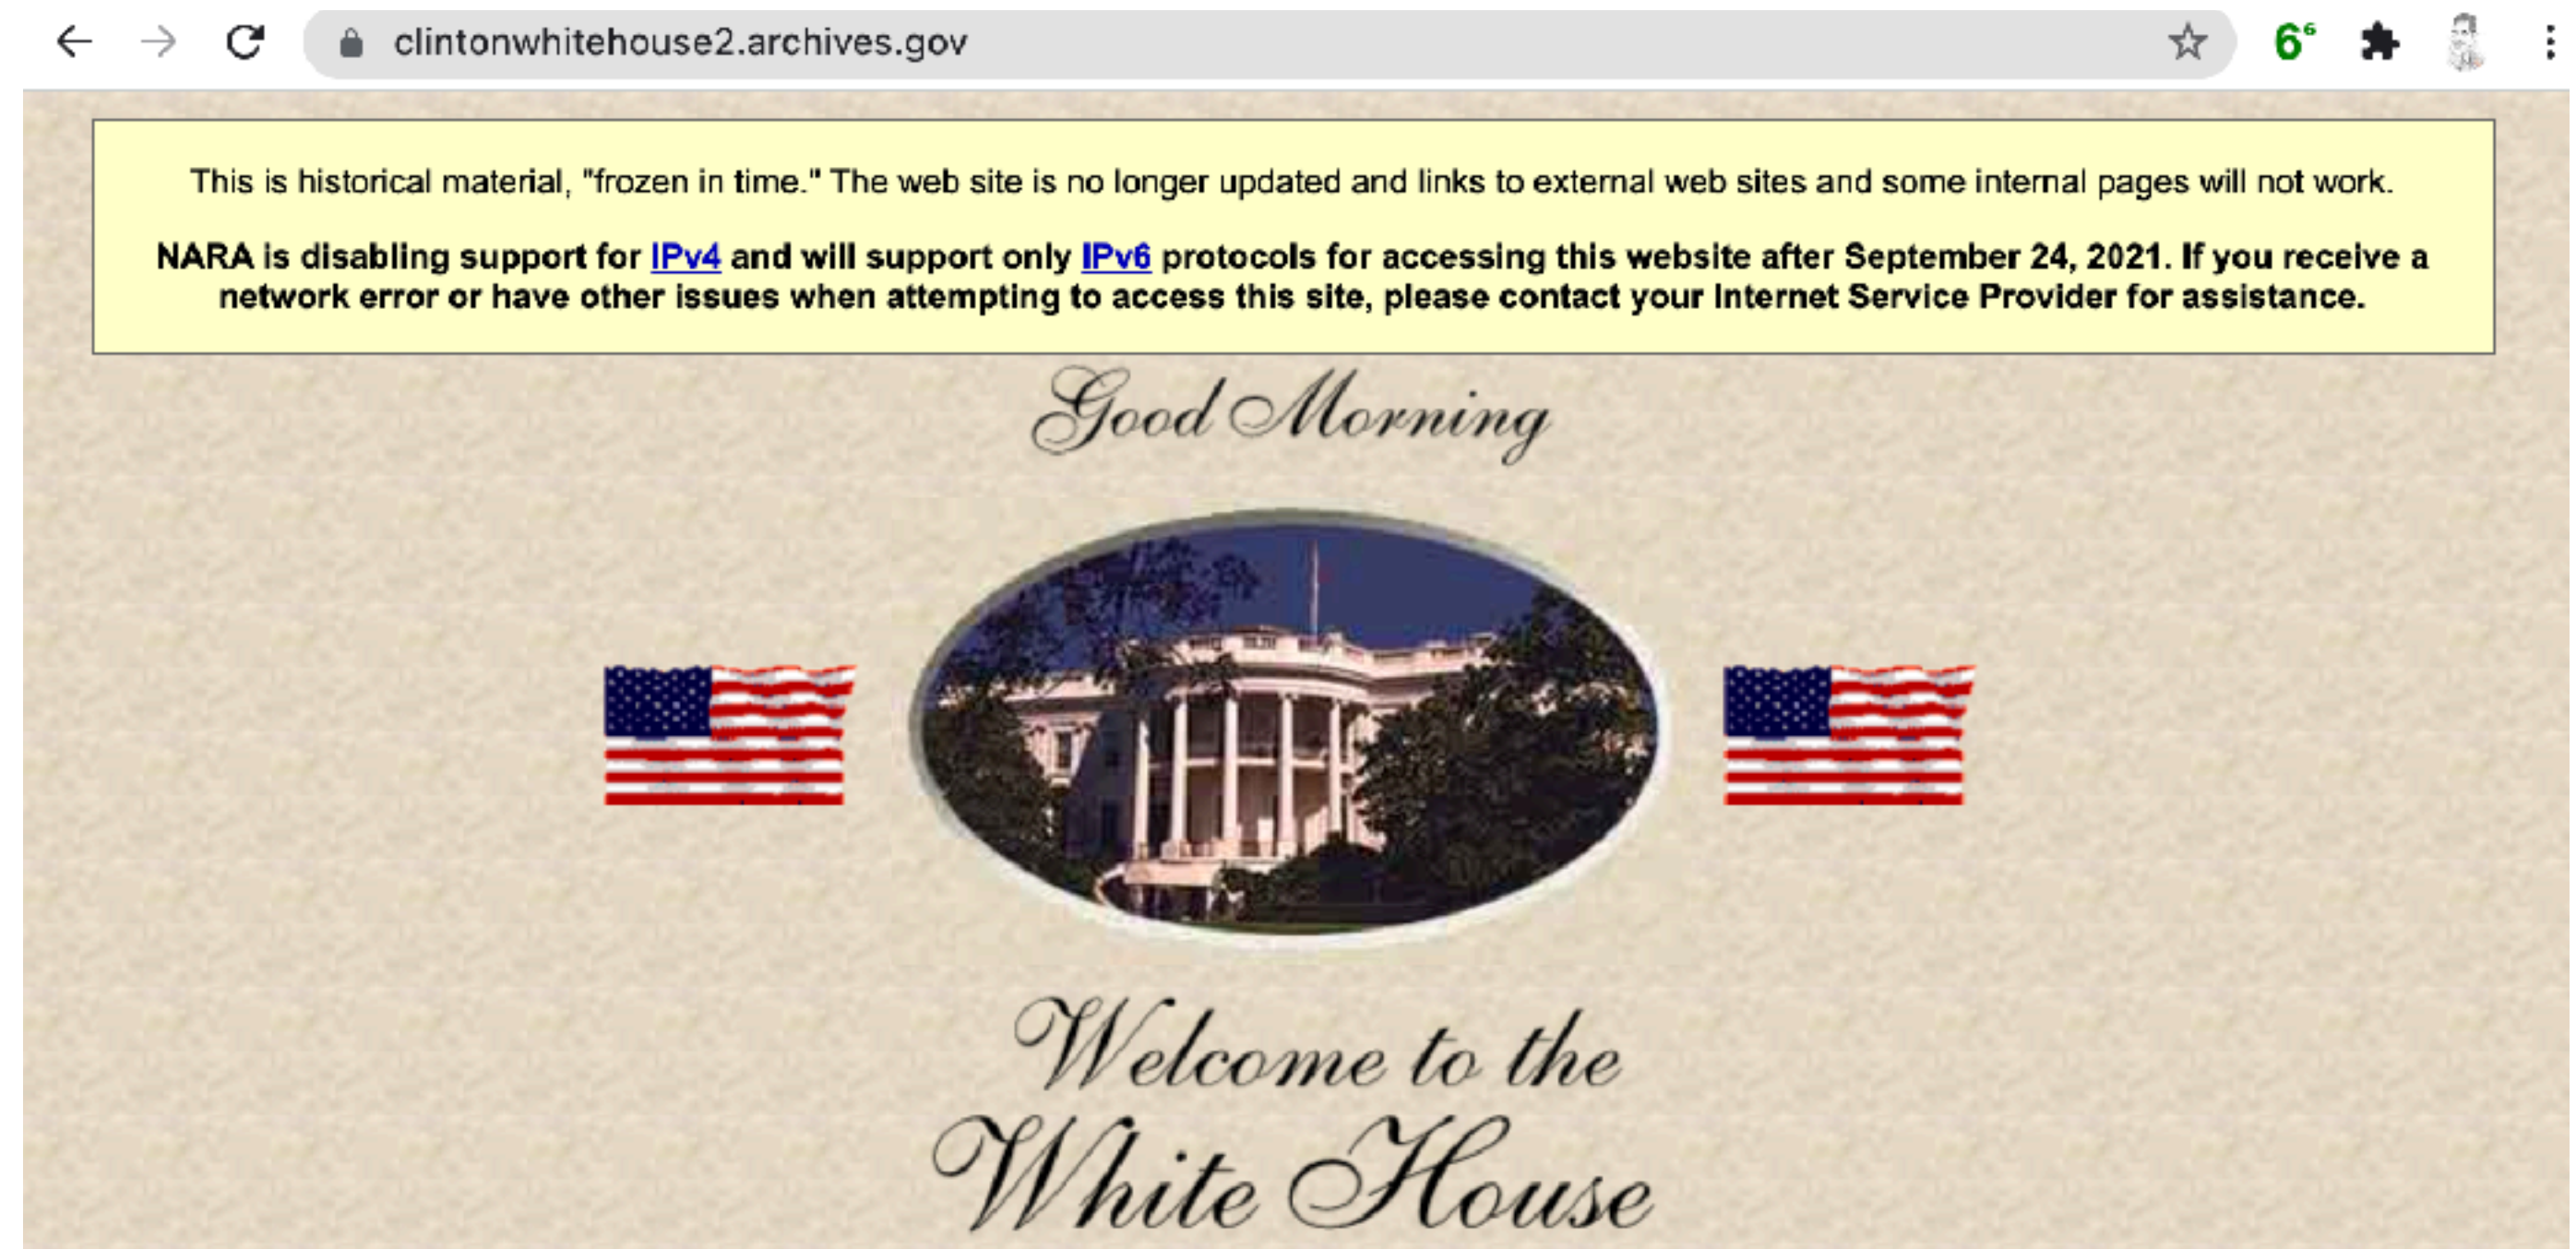 clintonwhitehouse2.archives.gov
6⁶
This is historical material, "frozen in time." The web site is no longer updated and links to external web sites and some internal pages will not work.
NARA is disabling support for IPv4 and will support only IPv6 protocols for accessing this website after September 24, 2021. If you receive a
network error or have other issues when attempting to access this site, please contact your Internet Service Provider for assistance.
Good Morning
Welcome to the
White House